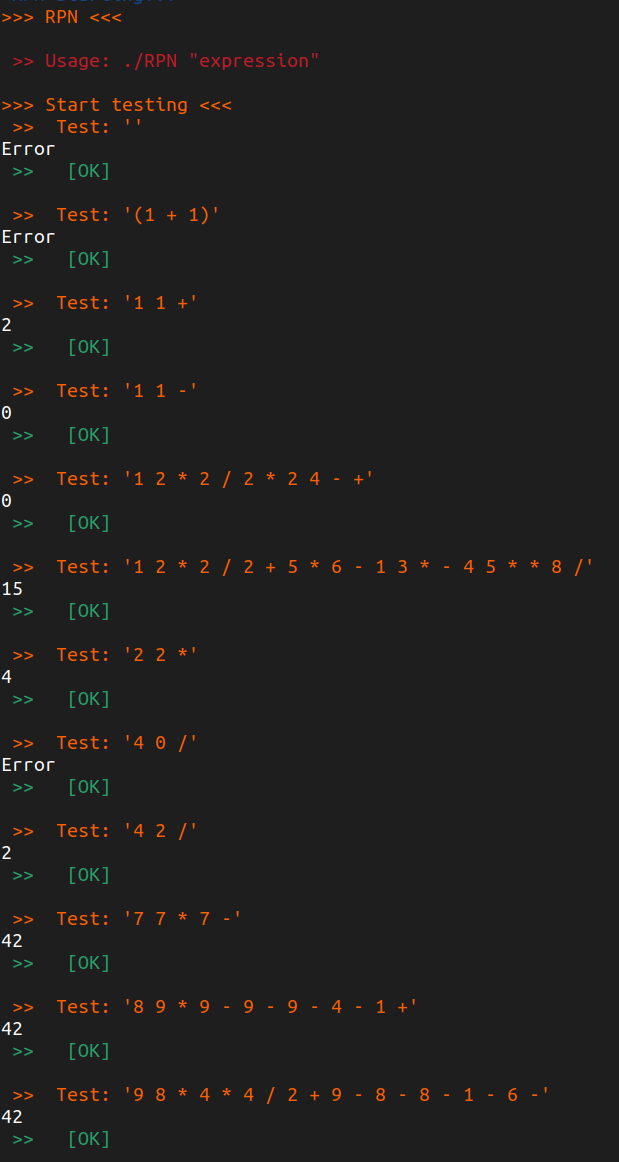 >>> RPN <<<
>> Usage: ./RPN "expression"
>>> Start testing <<<
>> Test: ''
Error
>> [OK]
>> Test: '(1 + 1)'
Error
>> [OK]
>> Test: '1 1 +'
2
>> [OK]
>> Test: '1 1 -'
0
>> [OK]
>> Test: '1 2 * 2 / 2 * 2 4 - +'
0
>> [OK]
>> Test: '1 2 * 2 / 2 + 5 * 6 - 1 3 * - 4 5 * * 8 /'
15
>> [OK]
>> Test: '2 2 *'
4
>> [OK]
>> Test: '4 0 /'
Error
>> [OK]
>> Test: '4 2 /'
2
>> [OK]
>> Test: '7 7 * 7 -'
42
>> [OK]
>> Test: '8 9 * 9 - 9 - 9 - 4 - 1 +'
42
>> [OK]
>> Test: '9 8 * 4 * 4 / 2 + 9 - 8 - 8 - 1 - 6 -'
42
>> [OK]